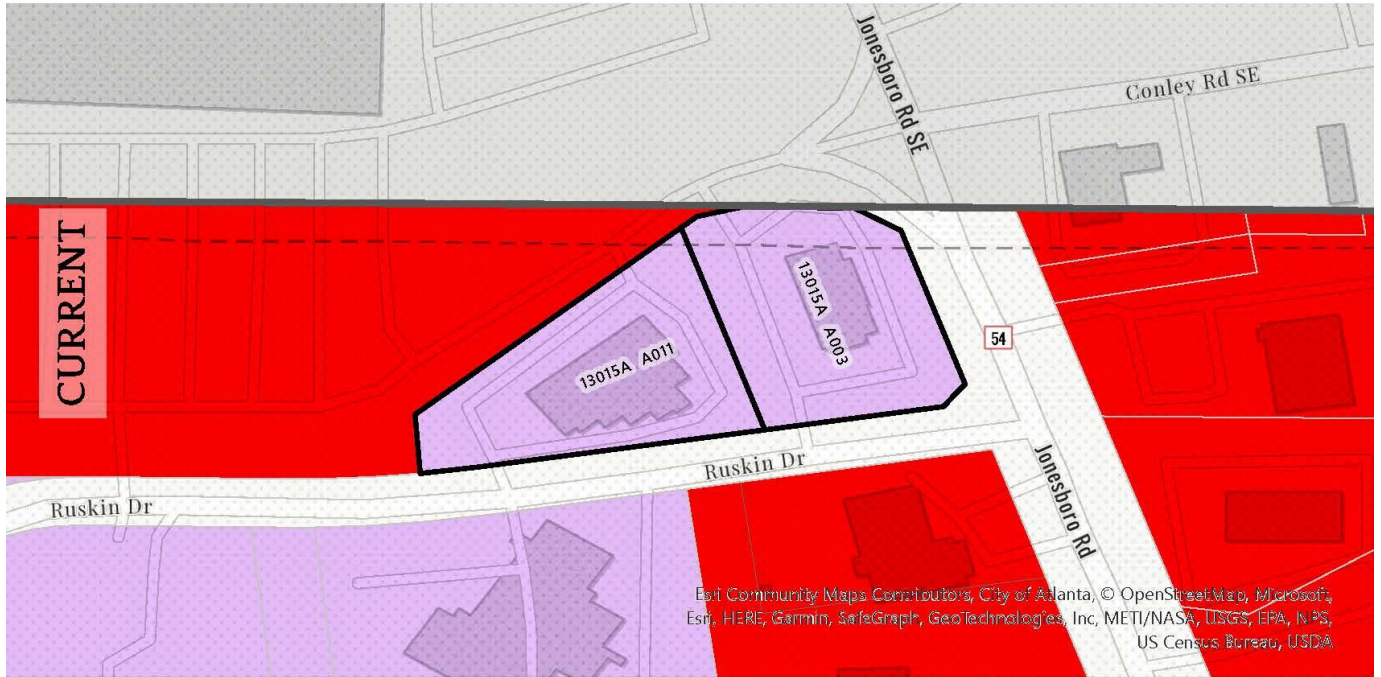 Jonesboro Rd SE
Conley Rd SE
CURRENT
13015A A003
54
13015A A011
Ruskin Dr
Ruskin Dr
Jonesboro Rd
Esri Community Maps Contributors, City of Atlanta, © OpenStreetMap, Microsoft,
Esri, HERE, Garmin, SafeGraph, GeoTechnologies, Inc, METI/NASA, USGS, EPA, NPS,
US Census Bureau, USDA